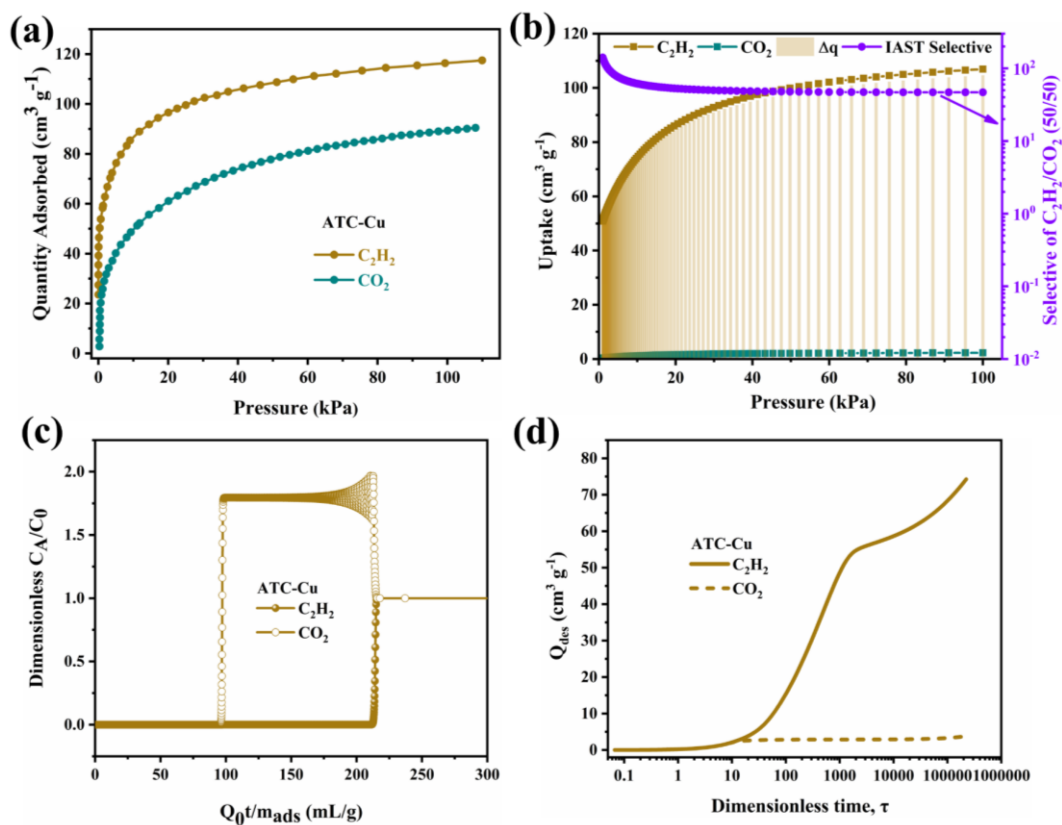 (a)
Quantity Adsorbed (cm³ g⁻¹)
120
100
80
60
40
20
0
ATC-Cu
C₂H₂
CO₂
0 20 40 60 80 100
Pressure (kPa)
(b)
C₂H₂ CO₂ Δq IAST Selective
Uptake (cm³ g⁻¹)
120
100
80
60
40
20
0
0 20 40 60 80 100
Pressure (kPa)
10²
10¹
10⁰
10⁻¹
10⁻²
Selective of C₂H₂/CO₂ (50/50)
(c)
Dimensionless C_A/C₀
2.0
1.5
1.0
0.5
0.0
ATC-Cu
C₂H₂
CO₂
0 50 100 150 200 250 300
Q₀t/m_ads (mL/g)
(d)
Q_des (cm³ g⁻¹)
80
70
60
50
40
30
20
10
0
ATC-Cu
C₂H₂
CO₂
0.1 1 10 100 1000 10000 100000 1000000
Dimensionless time, τ